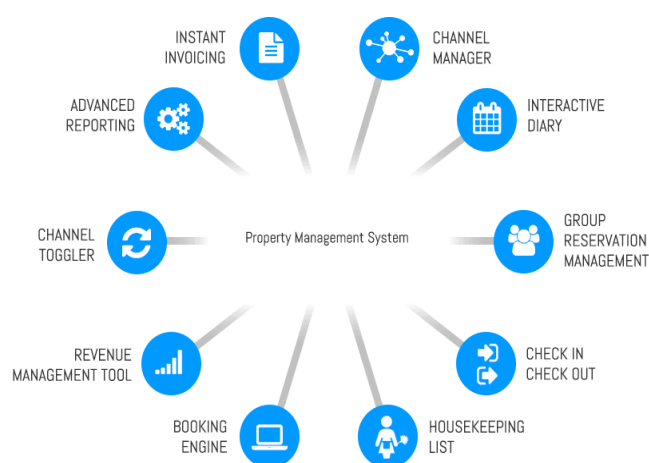 INSTANT
INVOICING
CHANNEL
MANAGER
ADVANCED
REPORTING
INTERACTIVE
DIARY
CHANNEL
TOGGLER
Property Management System
GROUP
RESERVATION
MANAGEMENT
REVENUE
MANAGEMENT TOOL
CHECK IN
CHECK OUT
BOOKING
ENGINE
HOUSEKEEPING
LIST